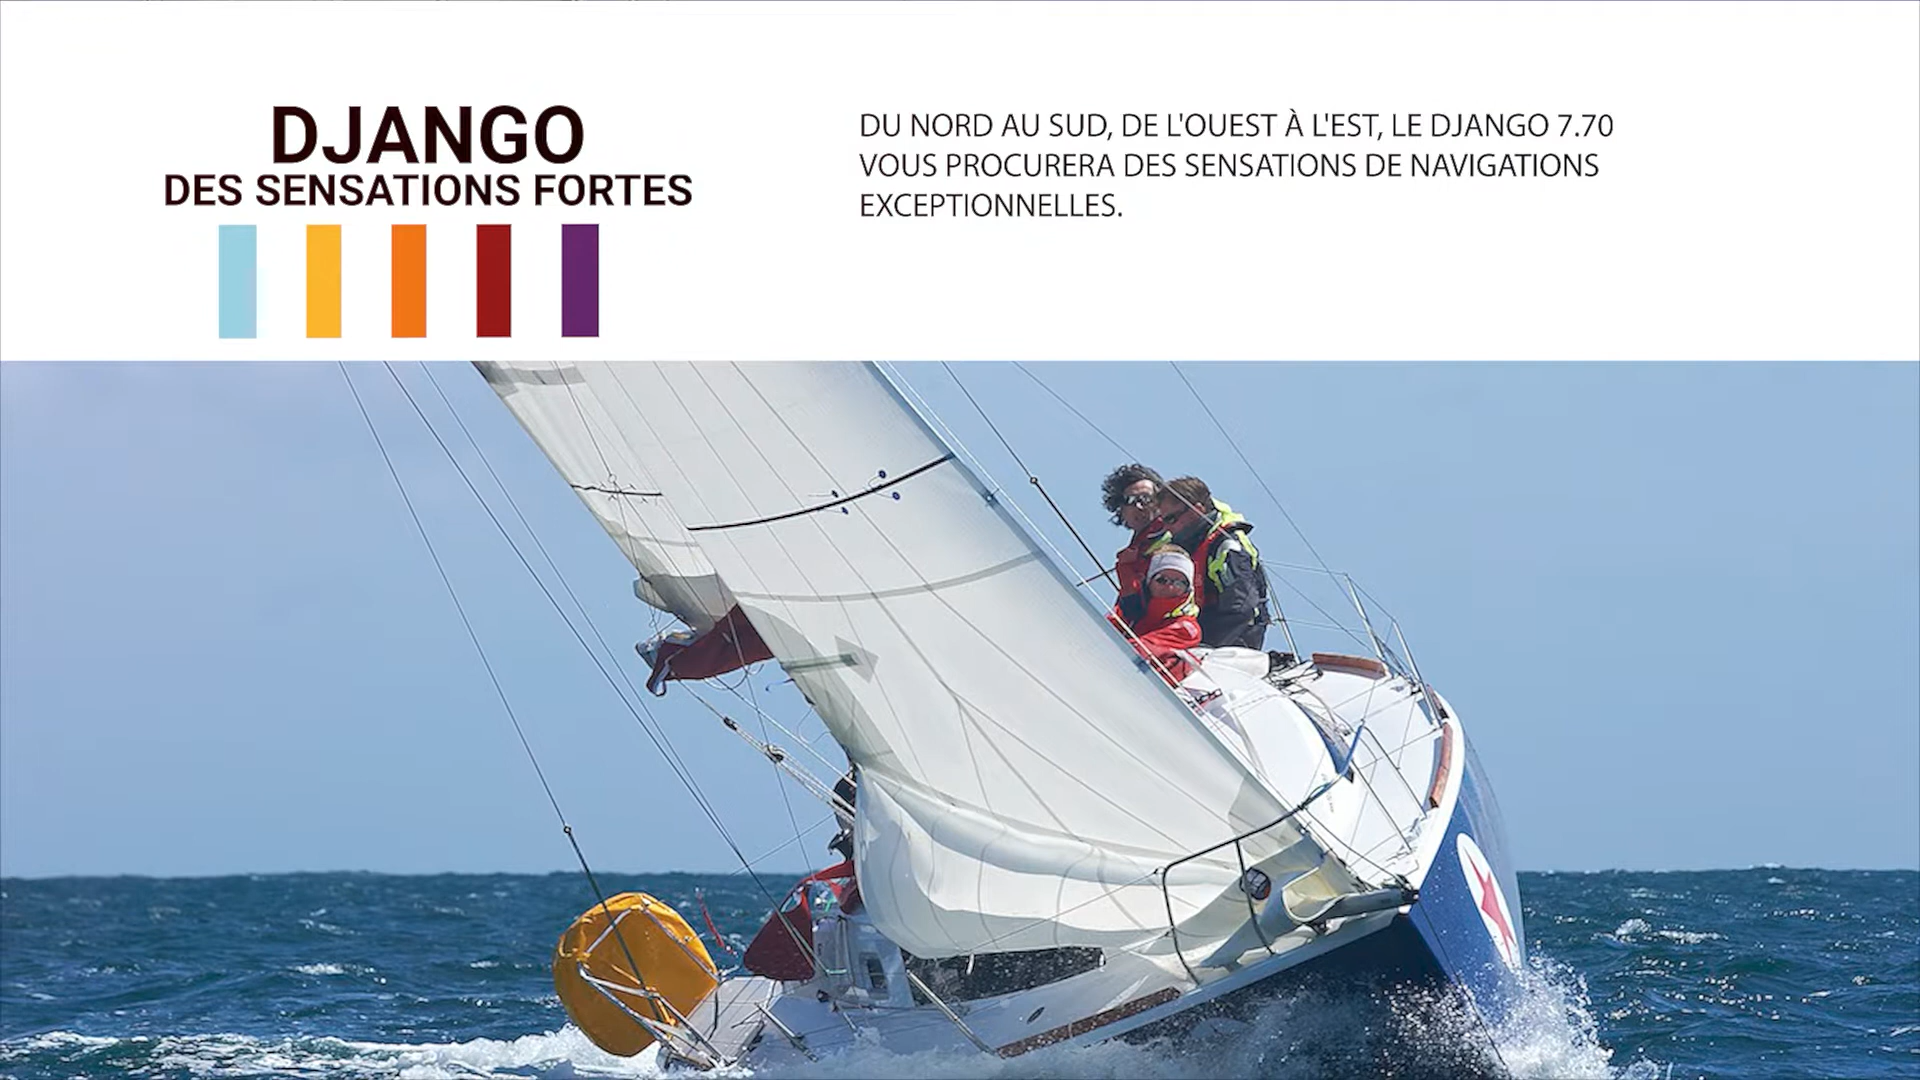 DJANGO
DES SENSATIONS FORTES
DU NORD AU SUD, DE L'OUEST À L'EST, LE DJANGO 7.70
VOUS PROCURERA DES SENSATIONS DE NAVIGATIONS
EXCEPTIONNELLES.